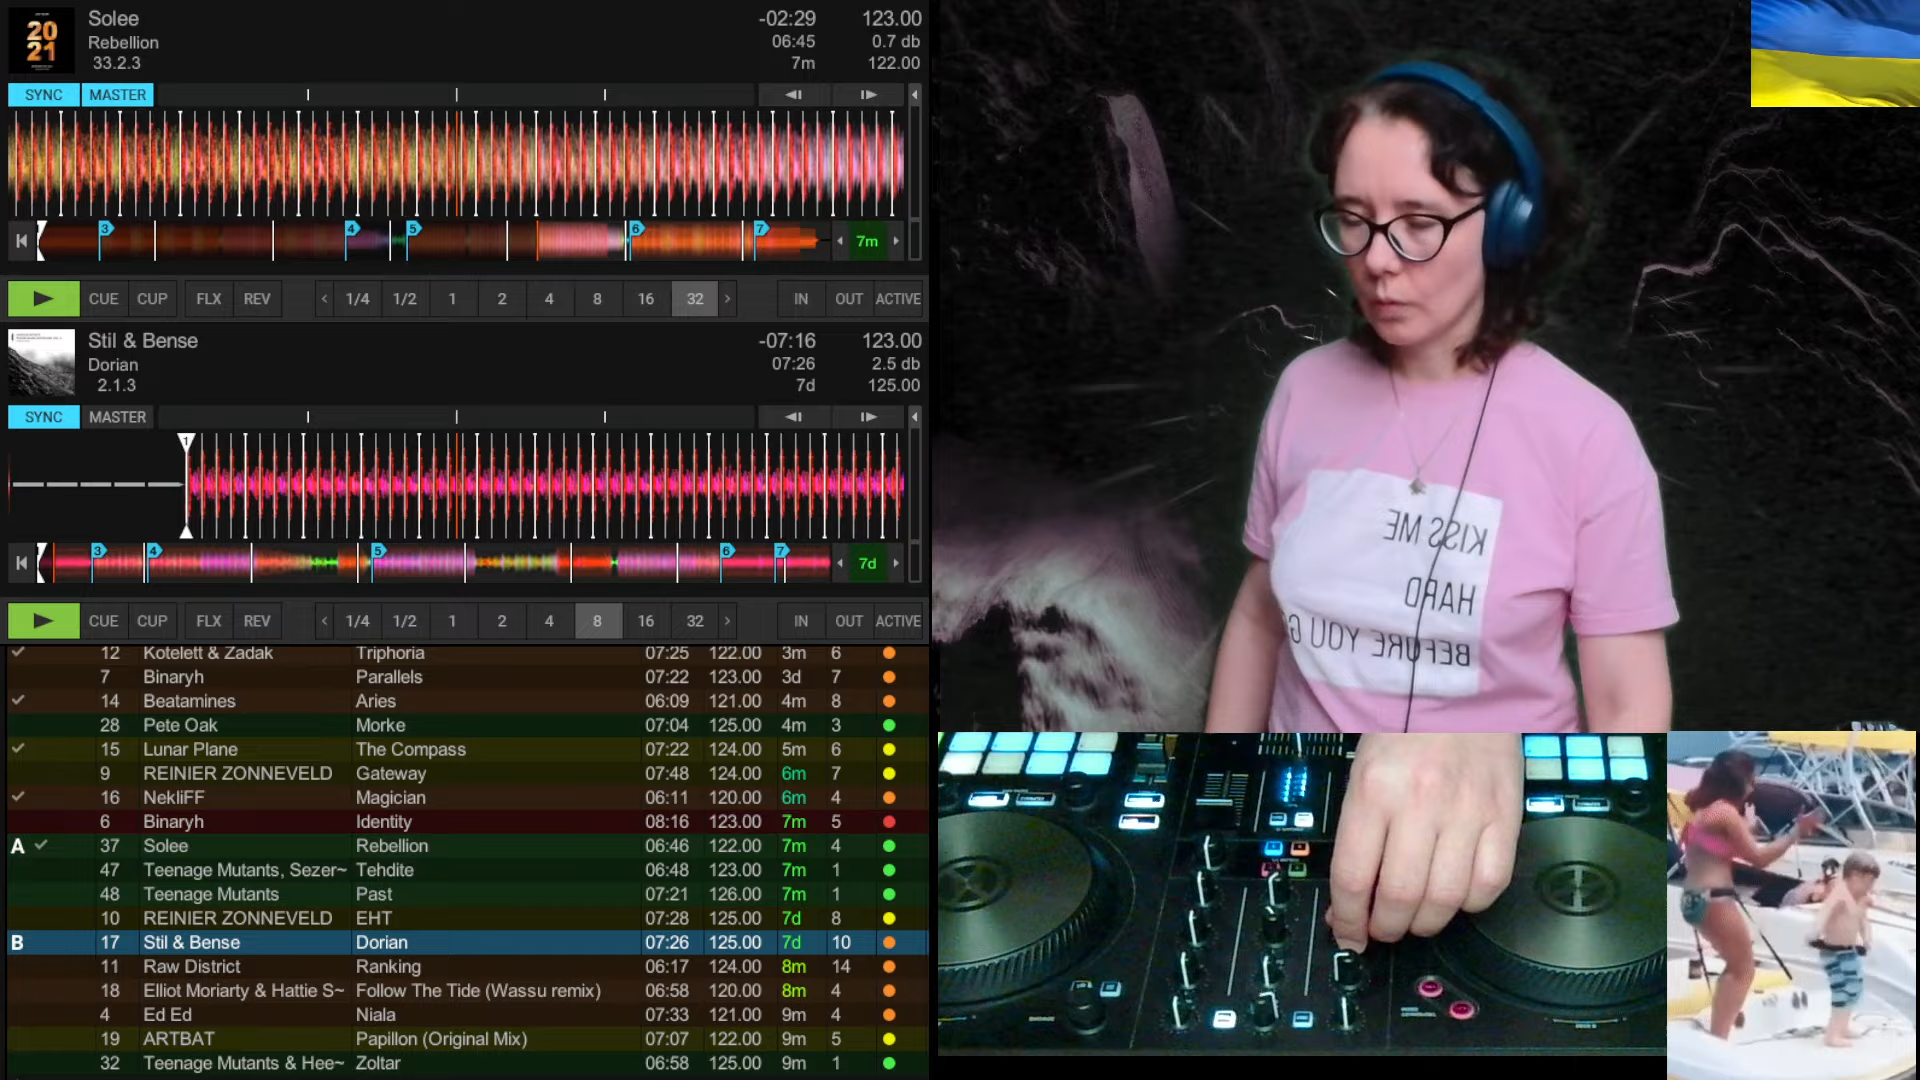 20
21
Solee
Rebellion
33.2.3
-02:29
123.00
06:45
0.7 db
7m
122.00
SYNC MASTER
3 4 5 6 7
7m
CUE CUP FLX REV 1/4 1/2 1 2 4 8 16 32 IN OUT ACTIVE
Stil & Bense
Dorian
2.1.3
-07:16
123.00
07:26
2.5 db
7d
125.00
SYNC MASTER
1
3 4 5 6 7
7d
CUE CUP FLX REV 1/4 1/2 1 2 4 8 16 32 IN OUT ACTIVE
12 Kotelett & Zadak Triphoria 07:25 122.00 3m 6
7 Binaryh Parallels 07:22 123.00 3d 7
14 Beatamines Aries 06:09 121.00 4m 8
28 Pete Oak Morke 07:04 125.00 4m 3
15 Lunar Plane The Compass 07:22 124.00 5m 6
9 REINIER ZONNEVELD Gateway 07:48 124.00 6m 7
16 NekliFF Magician 06:11 120.00 6m 4
6 Binaryh Identity 08:16 123.00 7m 5
A 37 Solee Rebellion 06:46 122.00 7m 4
47 Teenage Mutants, Sezer~ Tehdite 06:48 123.00 7m 1
48 Teenage Mutants Past 07:21 126.00 7m 1
10 REINIER ZONNEVELD EHT 07:28 125.00 7d 8
B 17 Stil & Bense Dorian 07:26 125.00 7d 10
11 Raw District Ranking 06:17 124.00 8m 14
18 Elliot Moriarty & Hattie S~ Follow The Tide (Wassu remix) 06:58 120.00 8m 4
4 Ed Ed Niala 07:33 121.00 9m 4
19 ARTBAT Papillon (Original Mix) 07:07 122.00 9m 5
32 Teenage Mutants & Hee~ Zoltar 06:58 125.00 9m 1
KISS ME
HARD
BEFORE YOU G